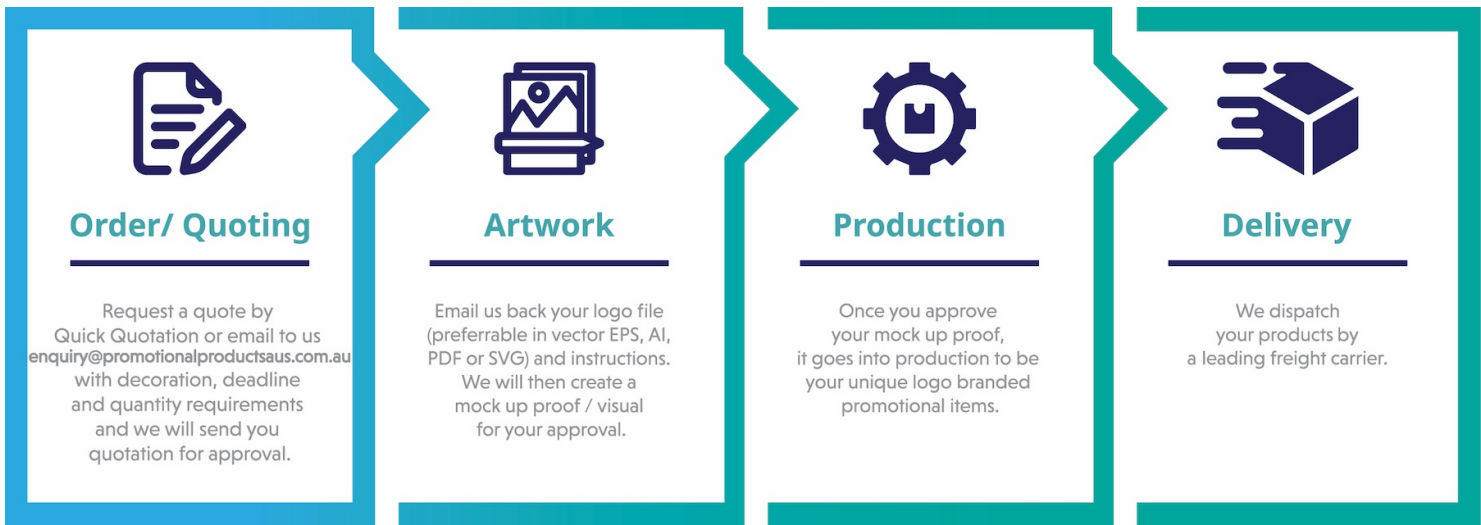 Order/ Quoting
Request a quote by
Quick Quotation or email to us
enquiry@promotionalproductsaus.com.au
with decoration, deadline
and quantity requirements
and we will send you
quotation for approval.
Artwork
Email us back your logo file
(preferrable in vector EPS, AI,
PDF or SVG) and instructions.
We will then create a
mock up proof / visual
for your approval.
Production
Once you approve
your mock up proof,
it goes into production to be
your unique logo branded
promotional items.
Delivery
We dispatch
your products by
a leading freight carrier.